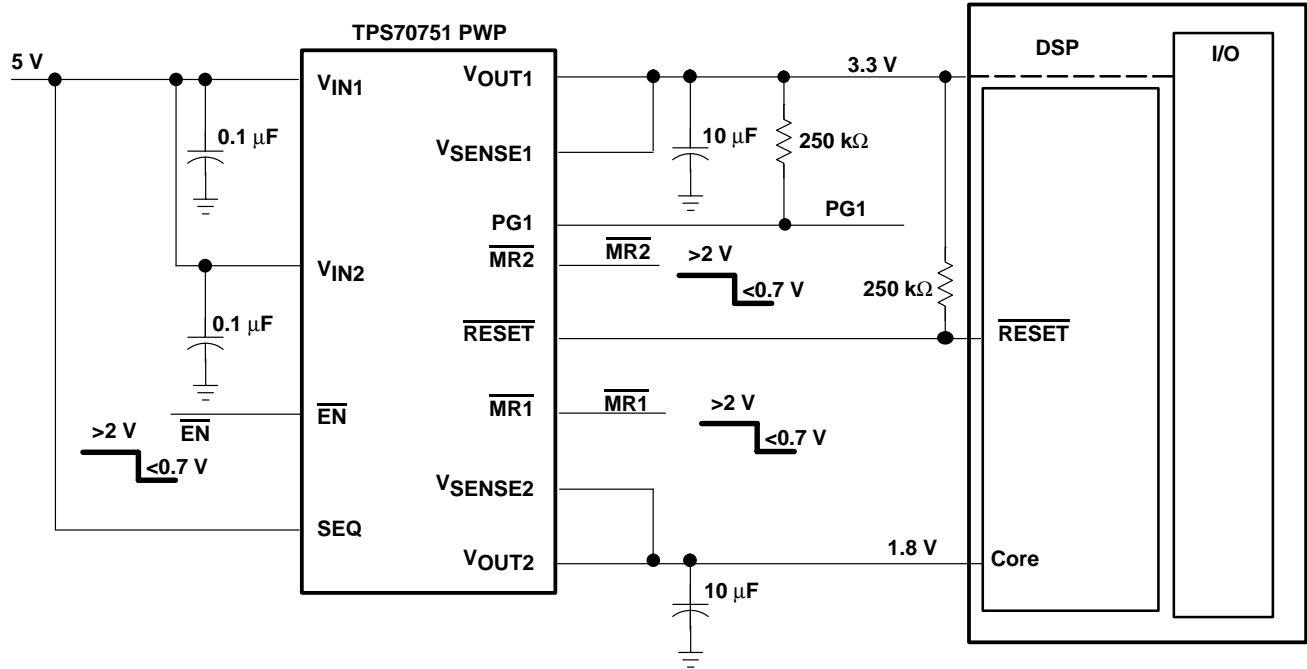 TPS70751 PWP
5 V
VIN1
VOUT1
3.3 V
DSP
I/O
0.1 μF
VSENSE1
10 μF
250 kΩ
PG1
PG1
MR2
MR2
>2 V
<0.7 V
VIN2
250 kΩ
0.1 μF
RESET
RESET
EN
EN
>2 V
<0.7 V
MR1
MR1
>2 V
<0.7 V
VSENSE2
SEQ
VOUT2
1.8 V
Core
10 μF